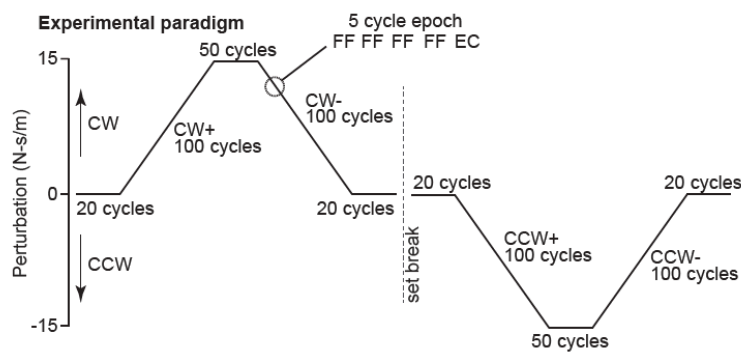 Experimental paradigm
5 cycle epoch
FF FF FF FF EC
15
50 cycles
CW
CW+
100 cycles
CW-
100 cycles
Perturbation (N-s/m)
0
20 cycles
20 cycles
20 cycles
20 cycles
CCW
set break
CCW+
100 cycles
CCW-
100 cycles
-15
50 cycles